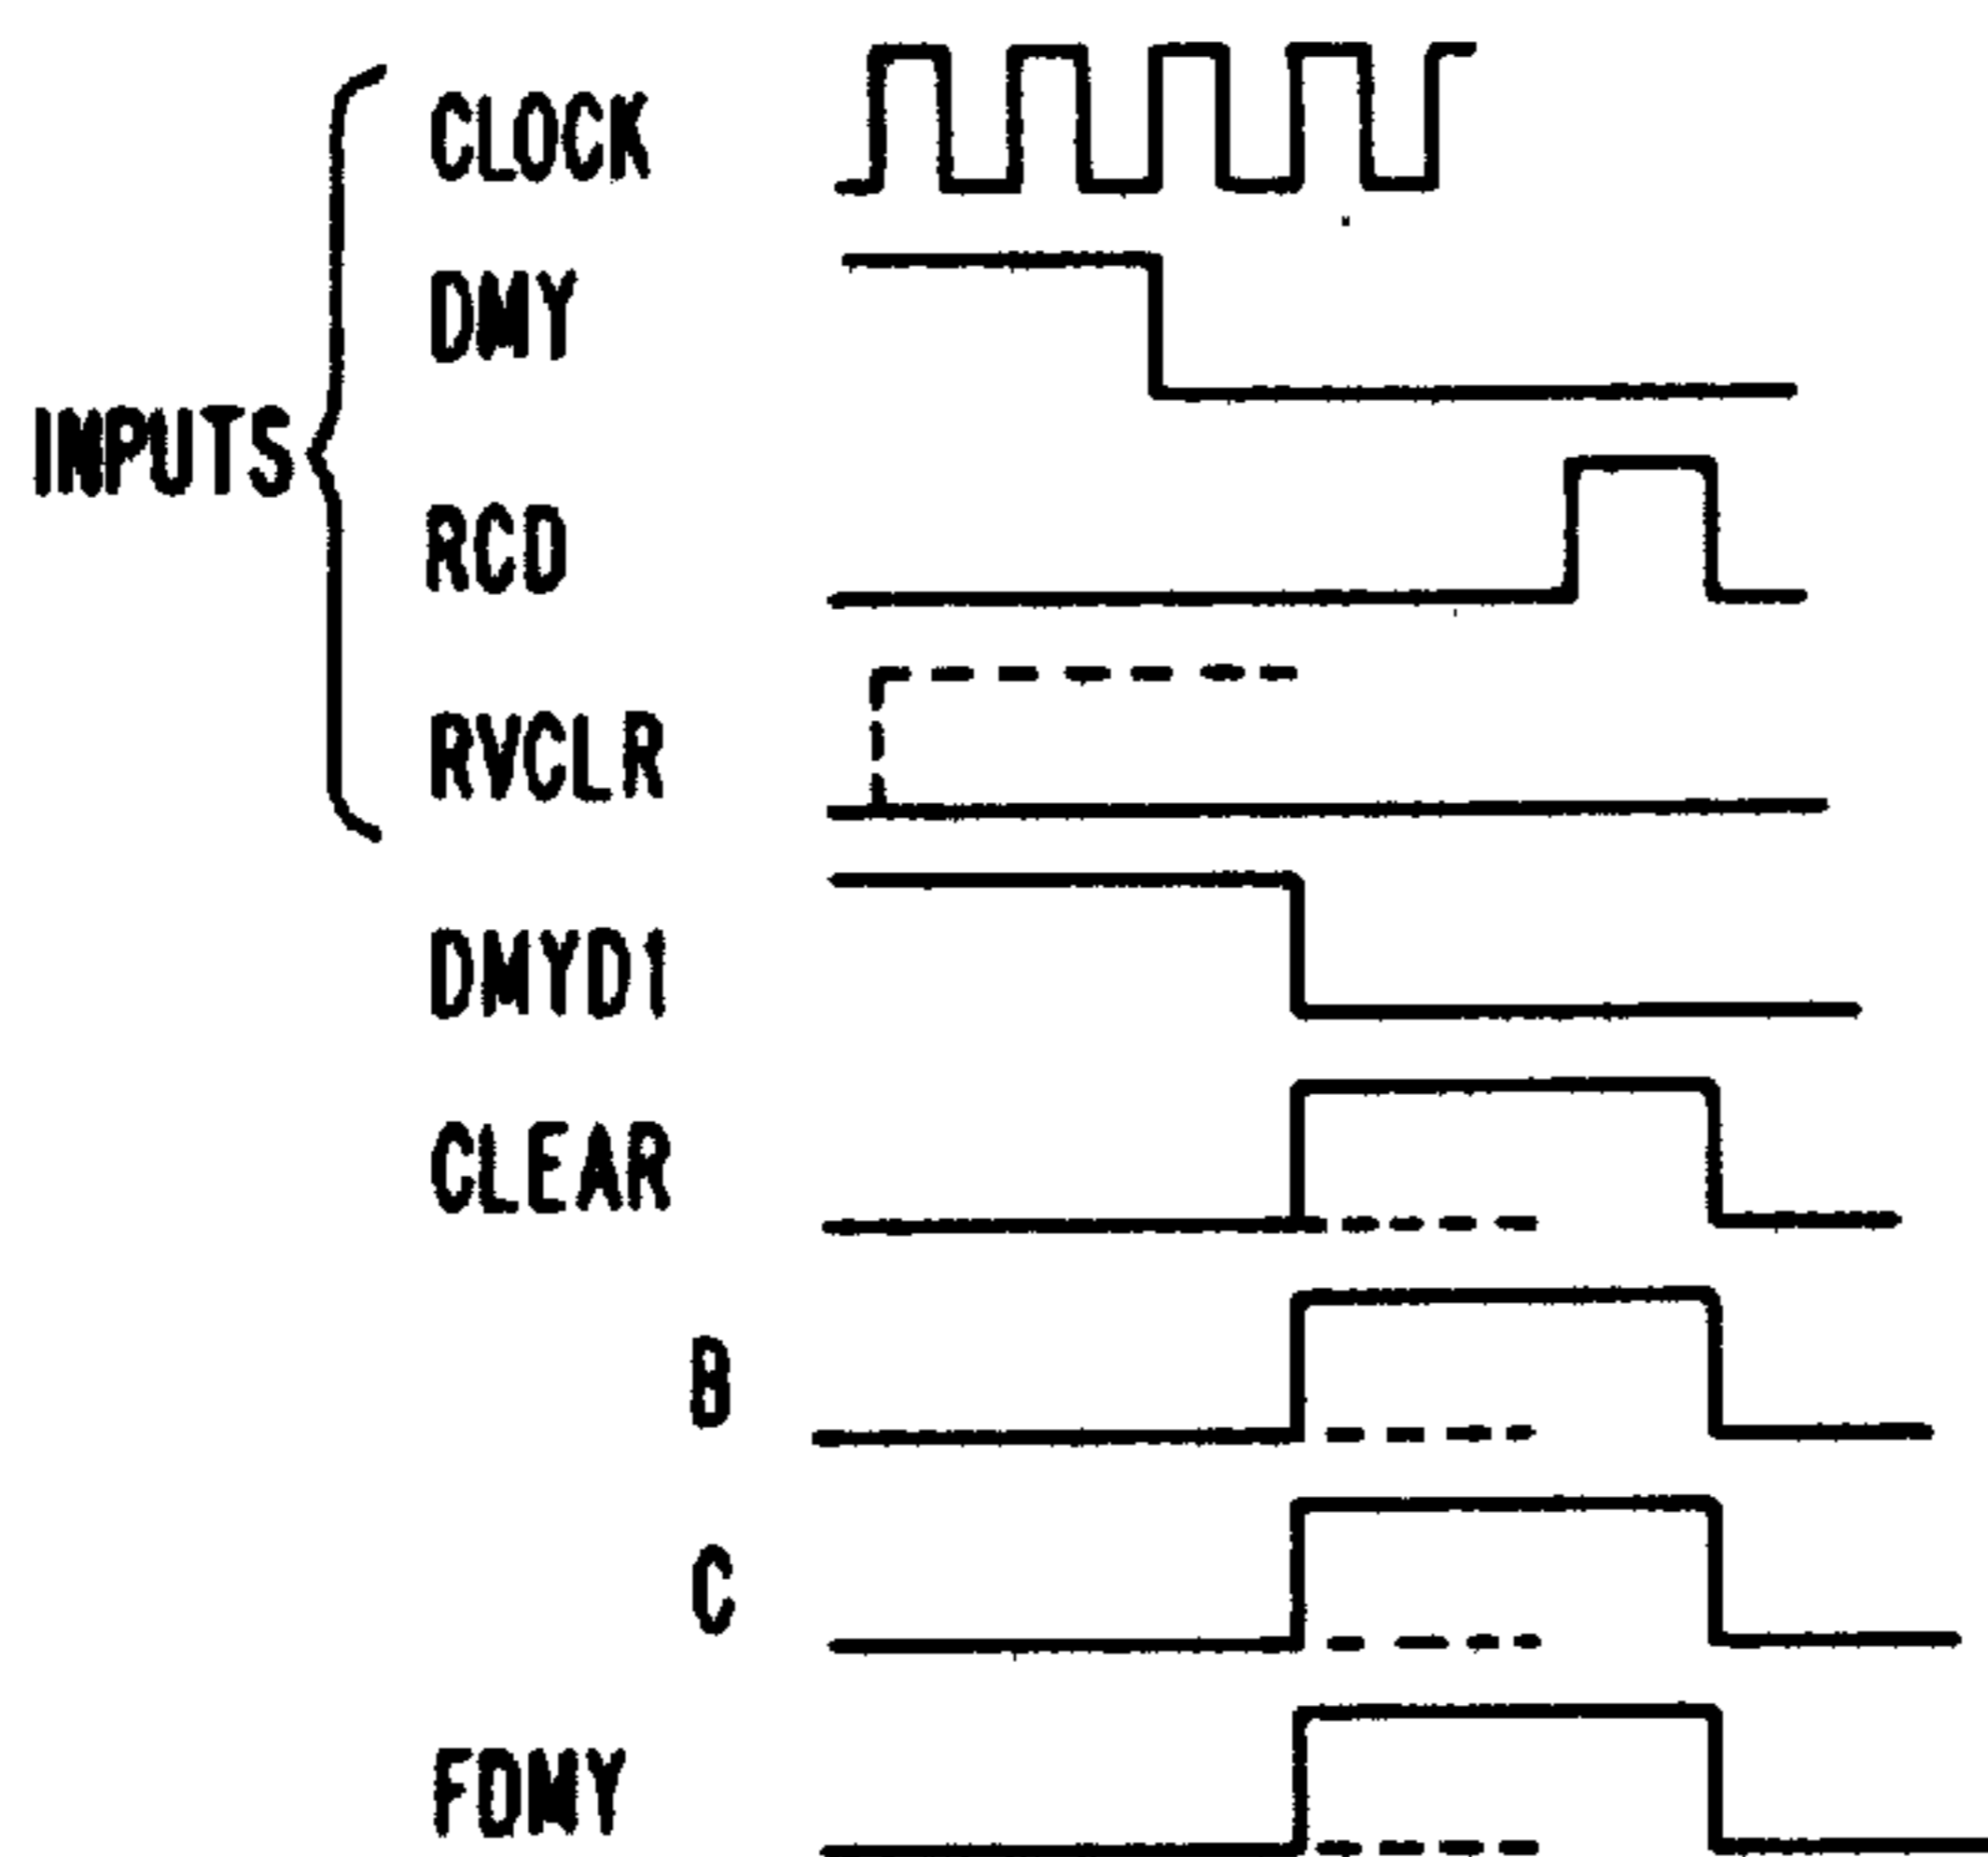 CLOCK
DMY
INPUTS
RCD
RVCLR
DMYD1
CLEAR
B
C
FDMY